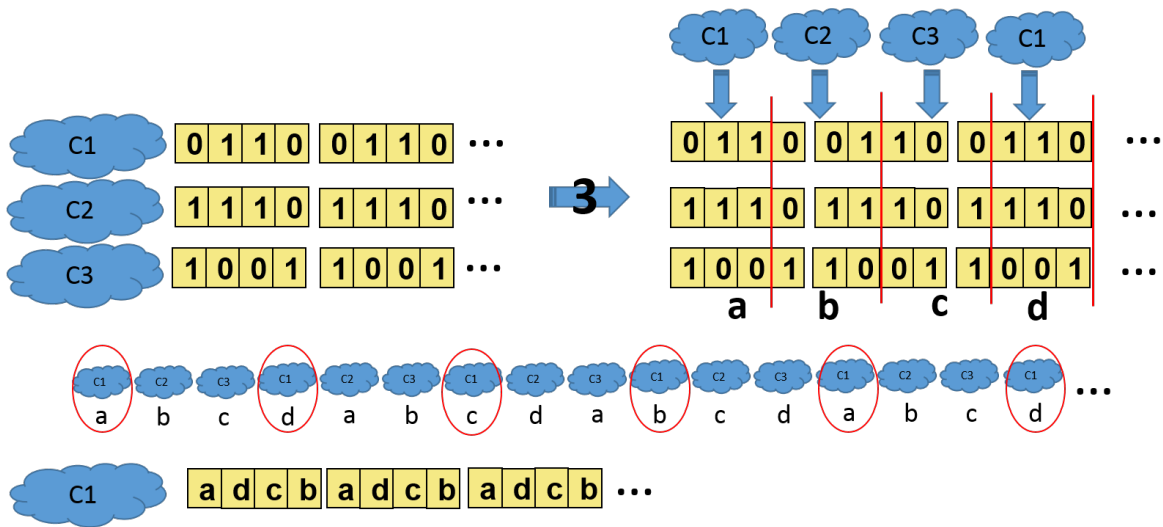 C1 C2 C3 C1
C1 0 1 1 0 0 1 1 0 ...
C2 1 1 1 0 1 1 1 0 ...
C3 1 0 0 1 1 0 0 1 ...
3
0 1 1 0 0 1 1 0 0 1 1 0 ...
1 1 1 0 1 1 1 0 1 1 1 0 ...
1 0 0 1 1 0 0 1 1 0 0 1 ...
a b c d
C1 C2 C3 C1 C2 C3 C1 C2 C3 C1 C2 C3 C1 C2 C3 C1 ...
a b c d a b c d a b c d a b c d
C1 a d c b a d c b a d c b ...